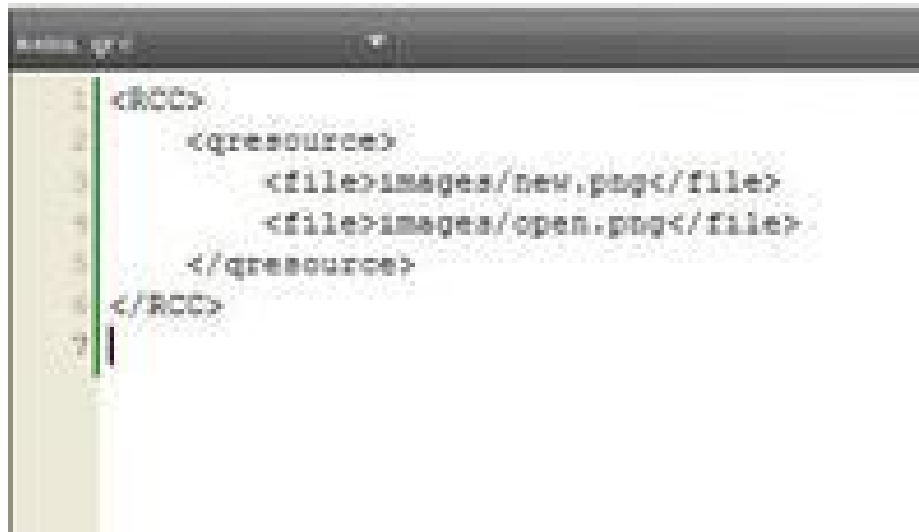 1 <RCC>
2 <qresource>
3 <file>images/new.png</file>
4 <file>images/open.png</file>
5 </qresource>
6 </RCC>
7